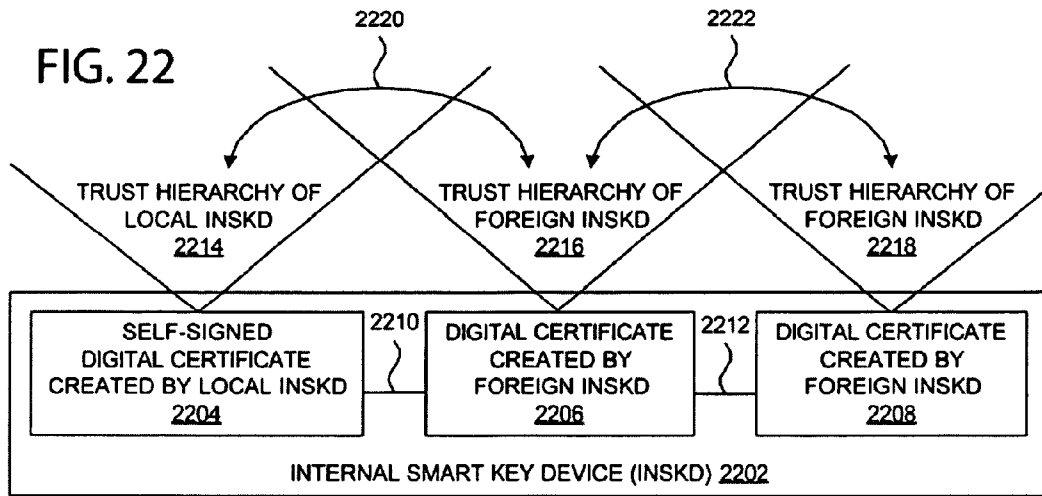 2220
2222
FIG. 22
TRUST HIERARCHY OF
LOCAL INSKD
2214
TRUST HIERARCHY OF
FOREIGN INSKD
2216
TRUST HIERARCHY OF
FOREIGN INSKD
2218
SELF-SIGNED
DIGITAL CERTIFICATE
CREATED BY LOCAL INSKD
2204
2210
DIGITAL CERTIFICATE
CREATED BY
FOREIGN INSKD
2206
2212
DIGITAL CERTIFICATE
CREATED BY
FOREIGN INSKD
2208
INTERNAL SMART KEY DEVICE (INSKD) 2202